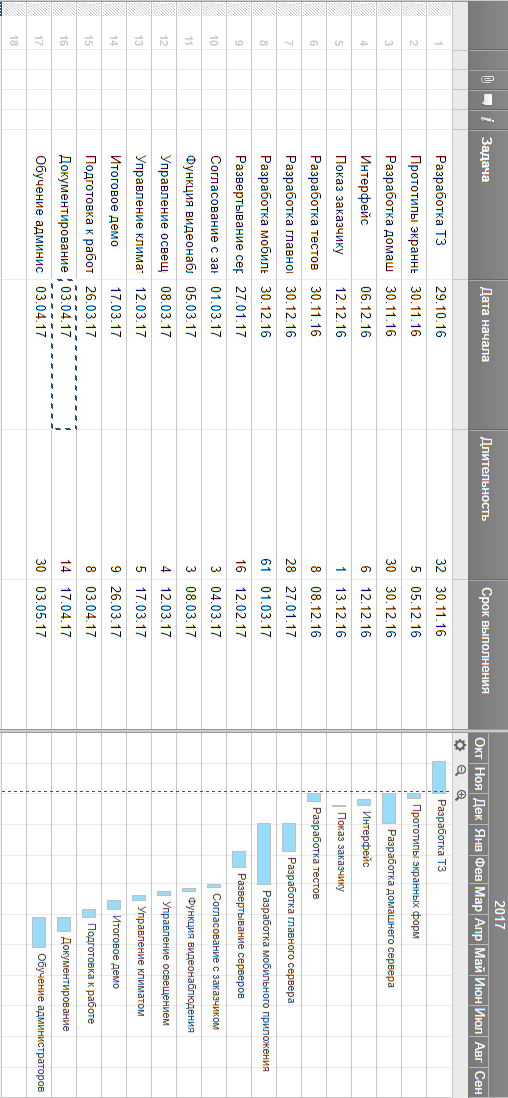 Задача Дата начала Длительность Срок выполнения
2017
Окт Ноя Дек Янв Фев Мар Апр Май Июн Июл Авг Сен
1 Разработка ТЗ 29.10.16 32 30.11.16 Разработка ТЗ
2 Прототипы экранны 30.11.16 5 05.12.16 Прототипы экранных форм
3 Разработка домаш 30.11.16 30 30.12.16 Разработка домашнего сервера
4 Интерфейс 06.12.16 6 12.12.16 Интерфейс
5 Показ заказчику 12.12.16 1 13.12.16 Показ заказчику
6 Разработка тестов 30.11.16 8 08.12.16 Разработка тестов
7 Разработка главно 30.12.16 28 27.01.17 Разработка главного сервера
8 Разработка мобиль 30.12.16 61 01.03.17 Разработка мобильного приложения
9 Развертывание сер 27.01.17 16 12.02.17 Развертывание серверов
10 Согласование с за 01.03.17 3 04.03.17 Согласование с заказчиком
11 Функция видеонаб 05.03.17 3 08.03.17 Функция видеонаблюдения
12 Управление освещ 08.03.17 4 12.03.17 Управление освещением
13 Управление климат 12.03.17 5 17.03.17 Управление климатом
14 Итоговое демо 17.03.17 9 26.03.17 Итоговое демо
15 Подготовка к работ 26.03.17 8 03.04.17 Подготовка к работе
16 Документирование 03.04.17 14 17.04.17 Документирование
17 Обучение админис 03.04.17 30 03.05.17 Обучение администраторов
18